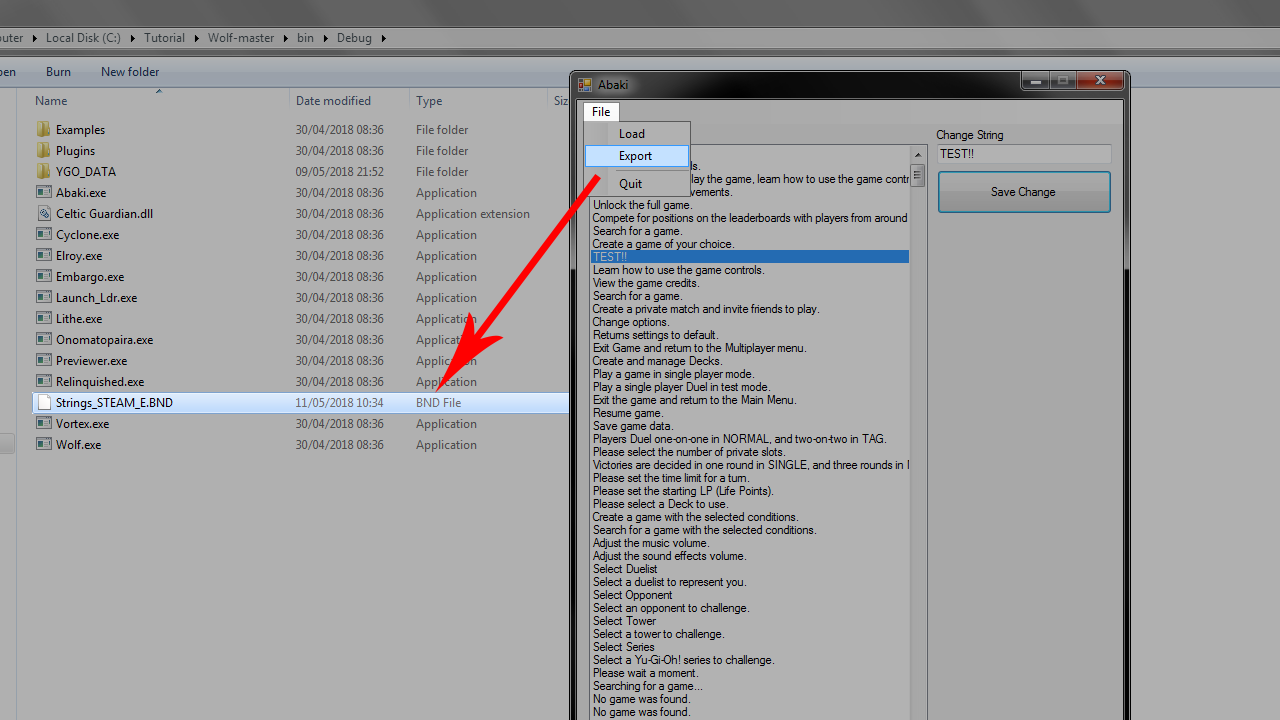 uter ▸ Local Disk (C:) ▸ Tutorial ▸ Wolf-master ▸ bin ▸ Debug ▸
en Burn New folder
Name Date modified Type Siz
Examples 30/04/2018 08:36 File folder
Plugins 30/04/2018 08:36 File folder
YGO_DATA 09/05/2018 21:52 File folder
Abaki.exe 30/04/2018 08:36 Application
Celtic Guardian.dll 30/04/2018 08:36 Application extension
Cyclone.exe 30/04/2018 08:36 Application
Elroy.exe 30/04/2018 08:36 Application
Embargo.exe 30/04/2018 08:36 Application
Launch_Ldr.exe 30/04/2018 08:36 Application
Lithe.exe 30/04/2018 08:36 Application
Onomatopaira.exe 30/04/2018 08:36 Application
Previewer.exe 30/04/2018 08:36 Application
Relinquished.exe 30/04/2018 08:36 Application
Strings_STEAM_E.BND 11/05/2018 10:34 BND File
Vortex.exe 30/04/2018 08:36 Application
Wolf.exe 30/04/2018 08:36 Application
Abaki
File
Load
Export
Quit
ds.
lay the game, learn how to use the game contr
vements.
Unlock the full game.
Compete for positions on the leaderboards with players from around
Search for a game.
Create a game of your choice.
TEST!!
Learn how to use the game controls.
View the game credits.
Search for a game.
Create a private match and invite friends to play.
Change options.
Returns settings to default.
Exit Game and return to the Multiplayer menu.
Create and manage Decks.
Play a game in single player mode.
Play a single player Duel in test mode.
Exit the game and return to the Main Menu.
Resume game.
Save game data.
Players Duel one-on-one in NORMAL, and two-on-two in TAG.
Please select the number of private slots.
Victories are decided in one round in SINGLE, and three rounds in
Please set the time limit for a turn.
Please set the starting LP (Life Points).
Please select a Deck to use.
Create a game with the selected conditions.
Search for a game with the selected conditions.
Adjust the music volume.
Adjust the sound effects volume.
Select Duelist
Select a duelist to represent you.
Select Opponent
Select an opponent to challenge.
Select Tower
Select a tower to challenge.
Select Series
Select a Yu-Gi-Oh! series to challenge.
Please wait a moment.
Searching for a game...
No game was found.
No game was found.
Change String
TEST!!
Save Change